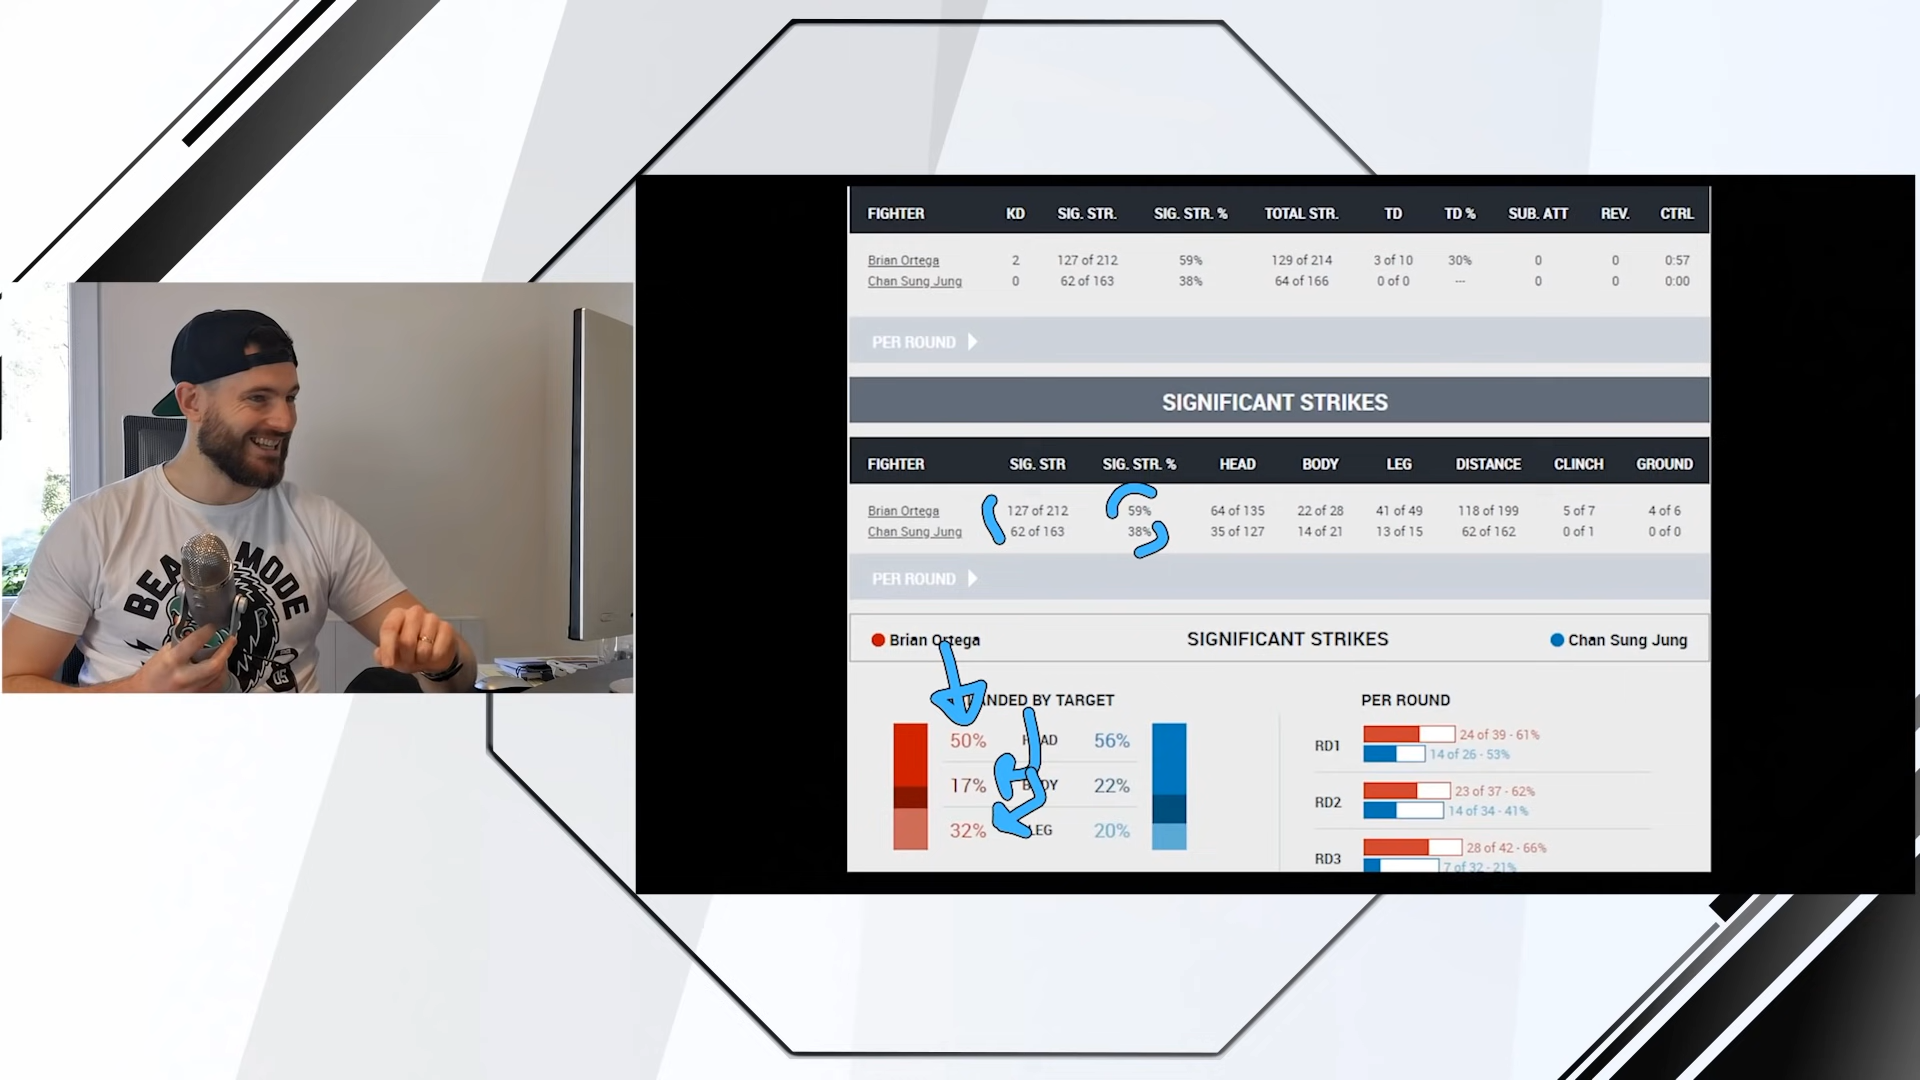 FIGHTER KD SIG. STR. SIG. STR. % TOTAL STR. TD TD % SUB. ATT REV. CTRL
Brian Ortega 2 127 of 212 59% 129 of 214 3 of 10 30% 0 0 0:57
Chan Sung Jung 0 62 of 163 38% 64 of 166 0 of 0 --- 0 0 0:00
PER ROUND
SIGNIFICANT STRIKES
FIGHTER SIG. STR SIG. STR. % HEAD BODY LEG DISTANCE CLINCH GROUND
Brian Ortega 127 of 212 59% 64 of 135 22 of 28 41 of 49 118 of 199 5 of 7 4 of 6
Chan Sung Jung 62 of 163 38% 35 of 127 14 of 21 13 of 15 62 of 162 0 of 1 0 of 0
PER ROUND
Brian Ortega SIGNIFICANT STRIKES Chan Sung Jung
BY TARGET PER ROUND
50% HEAD 56%
17% BODY 22%
32% LEG 20%
RD1 24 of 39 - 61%
14 of 26 - 53%
RD2 23 of 37 - 62%
14 of 34 - 41%
RD3 28 of 42 - 66%
7 of 32 - 21%
MODE